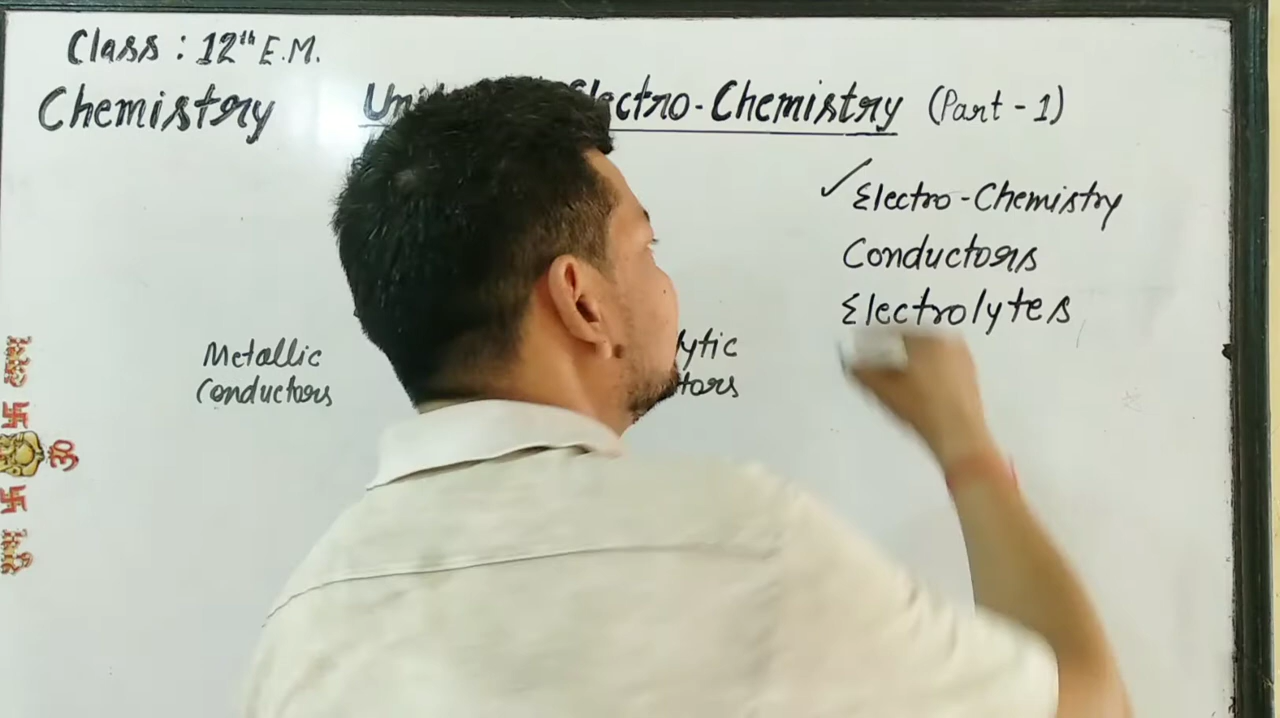 Class : 12th E.M.
Chemistry
Electro-Chemistry (Part - 1)
Electro-Chemistry
Conductors
Electrolytes
Metallic
Conductors
ॐ